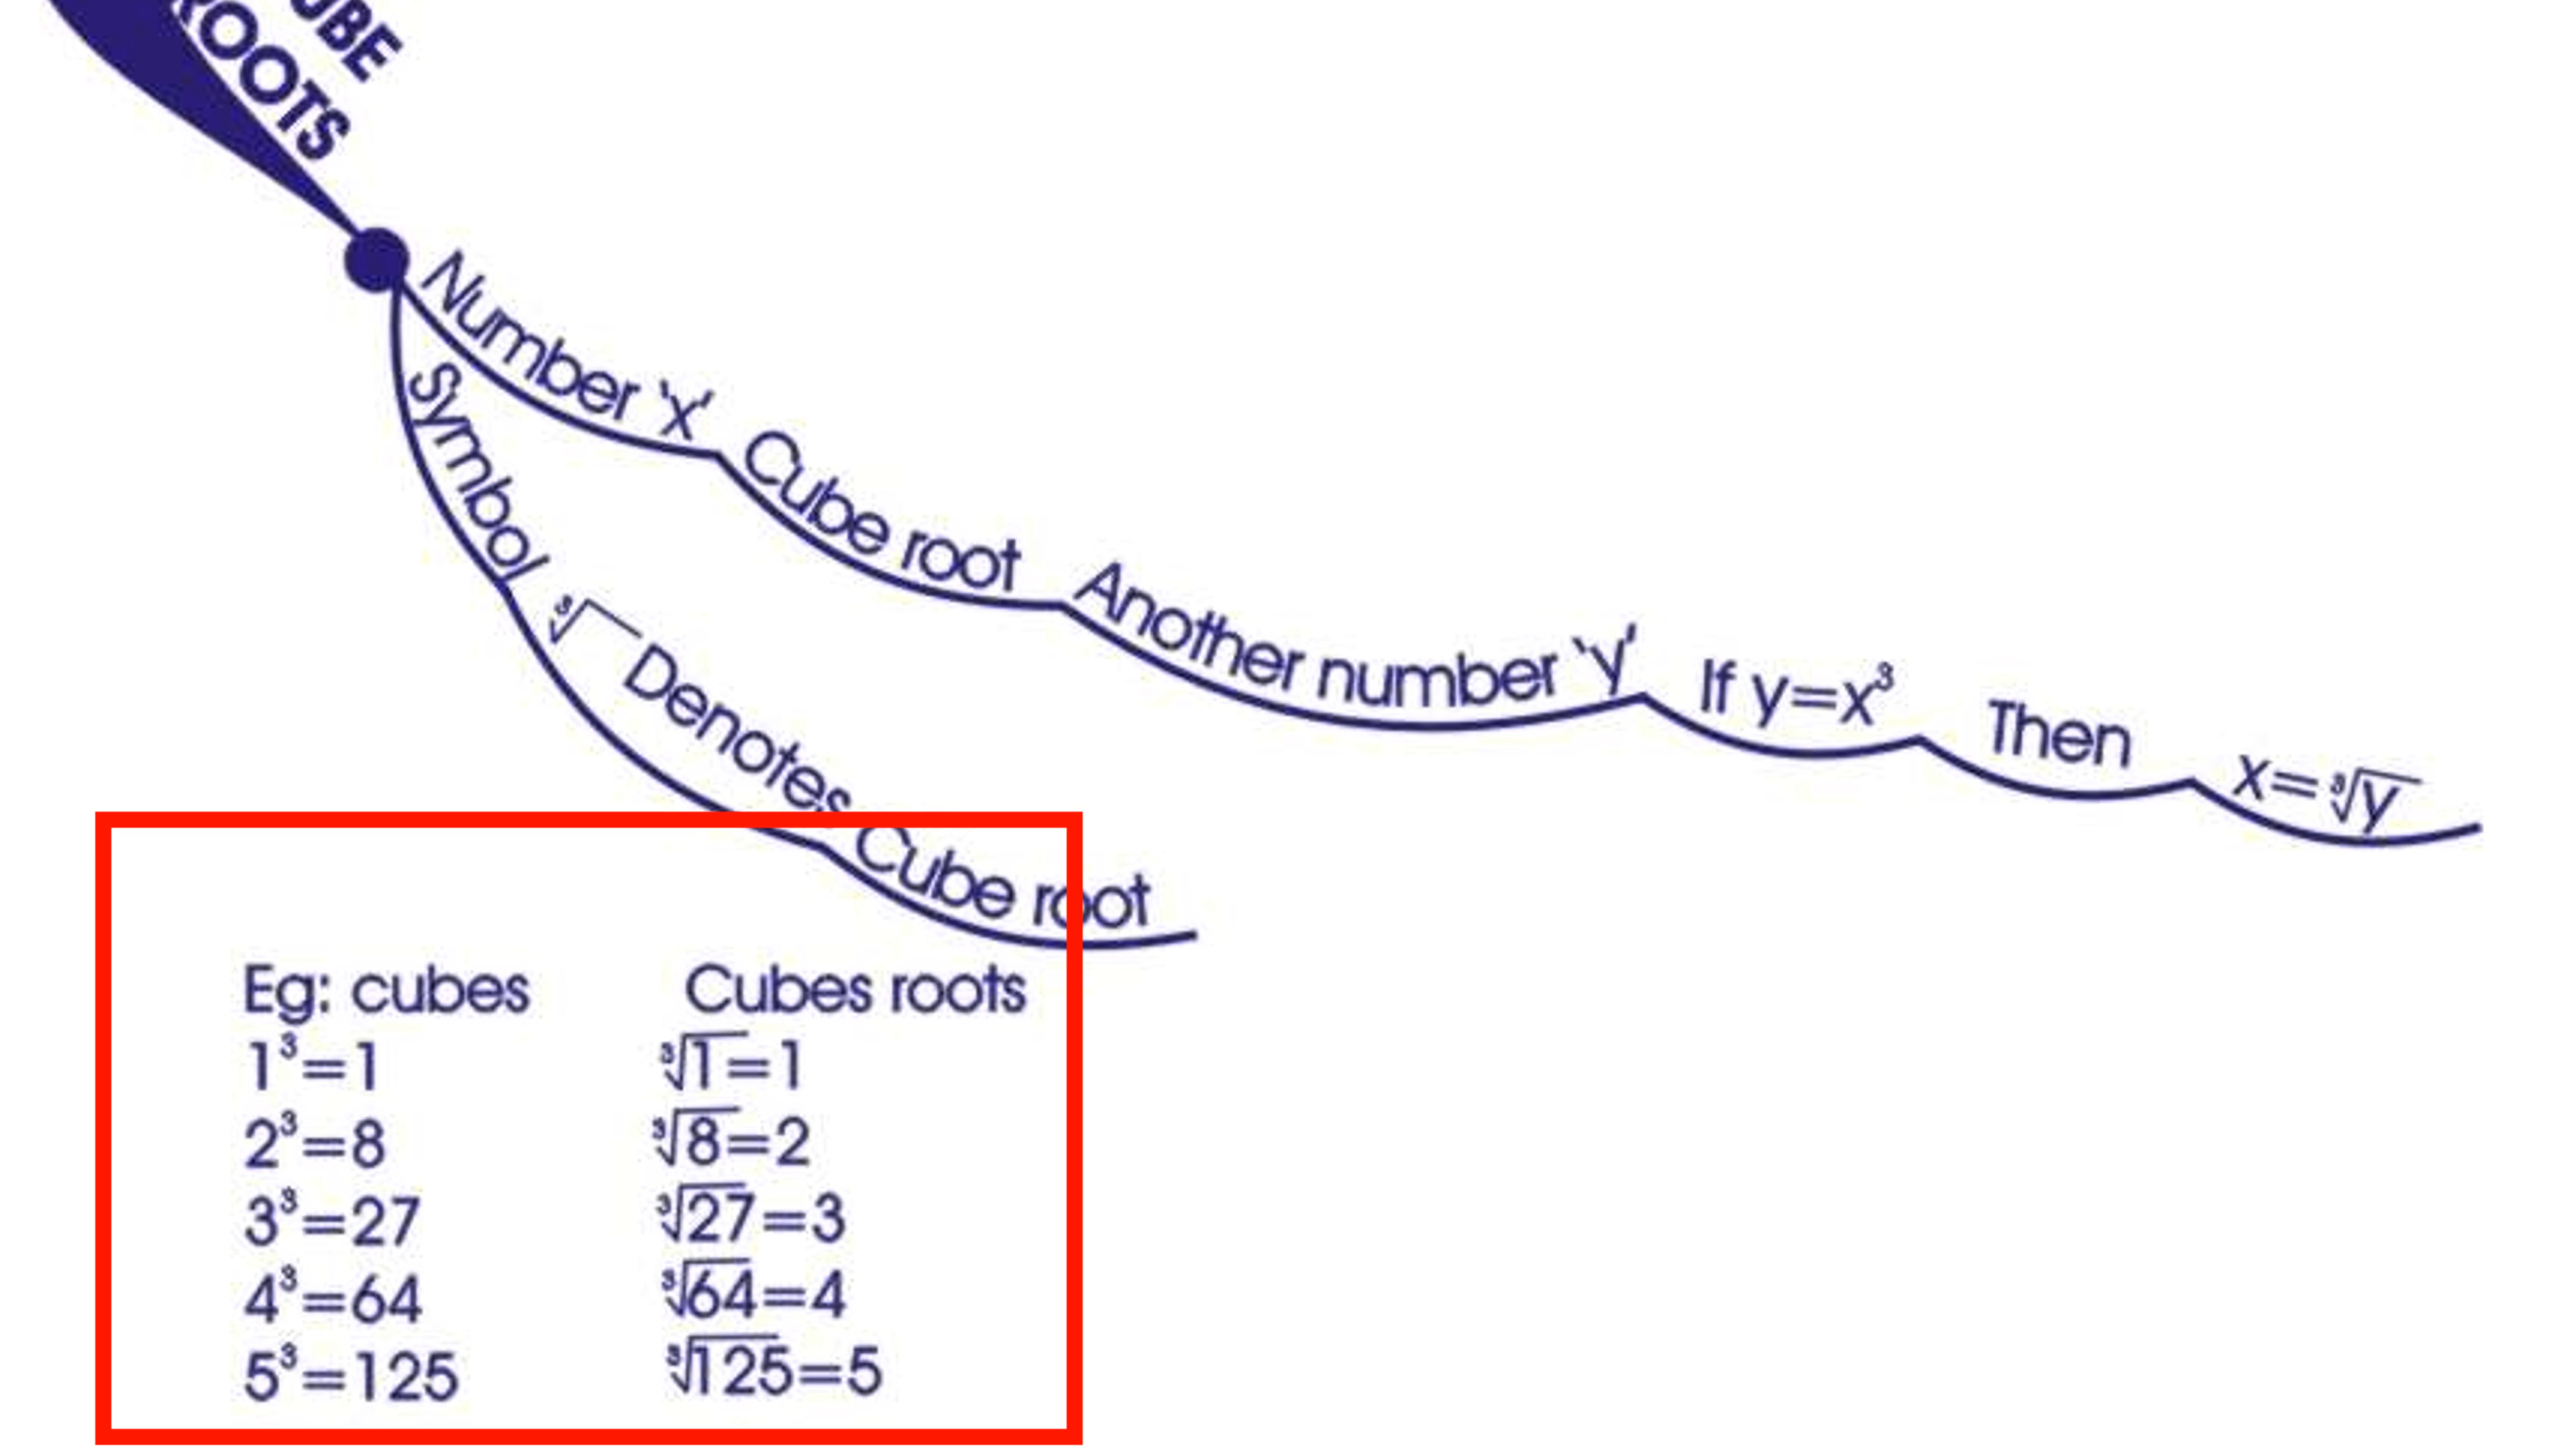 UBE
ROOTS
Number 'x' Cube root Another number 'y' If y=x³ Then x=∛y
Symbol ∛ Denotes Cube root
Eg: cubes Cubes roots
1³=1 ∛1=1
2³=8 ∛8=2
3³=27 ∛27=3
4³=64 ∛64=4
5³=125 ∛125=5